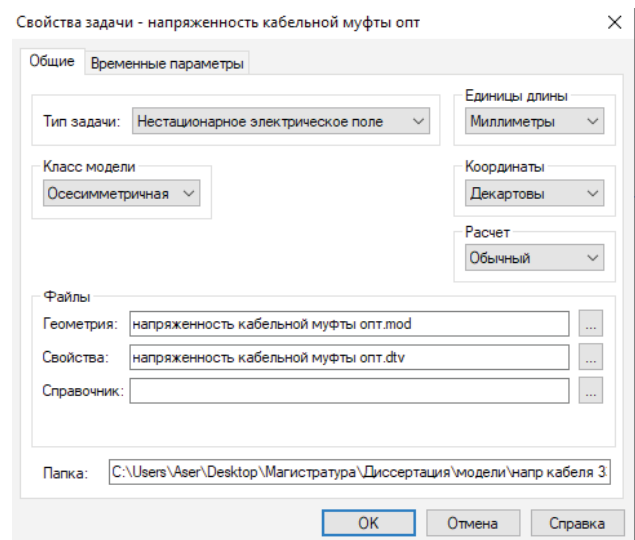 Свойства задачи - напряженность кабельной муфты опт
Общие
Временные параметры
Тип задачи: Нестационарное электрическое поле
Единицы длины
Миллиметры
Класс модели
Осесимметричная
Координаты
Декартовы
Расчет
Обычный
Файлы
Геометрия: напряженность кабельной муфты опт.mod
...
Свойства: напряженность кабельной муфты опт.dtv
...
Справочник:
...
Папка: C:\Users\Aser\Desktop\Магистратура\Диссертация\модели\напр кабеля 3
OK
Отмена
Справка